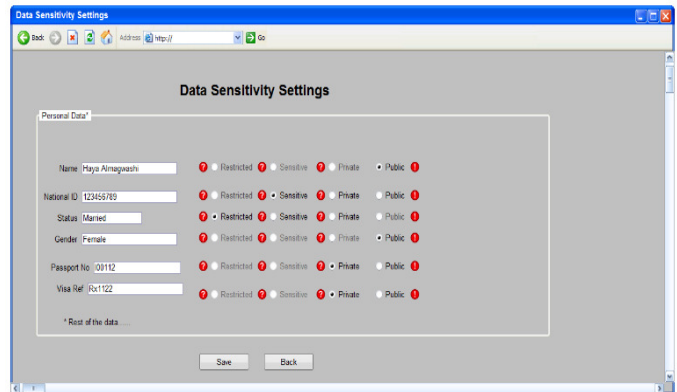 Data Sensitivity Settings
Back Address http:// Go
Data Sensitivity Settings
Personal Data*
Name Haya Almagwashi ? Restricted ? Sensitive ? Private Public !
National ID 123456789 ? Restricted ? Sensitive ? Private Public !
Status Married ? Restricted ? Sensitive ? Private Public !
Gender Female ? Restricted ? Sensitive ? Private Public !
Passport No I00112 ? Restricted ? Sensitive ? Private Public !
Visa Ref Rx1122 ? Restricted ? Sensitive ? Private Public !
* Rest of the data......
Save Back